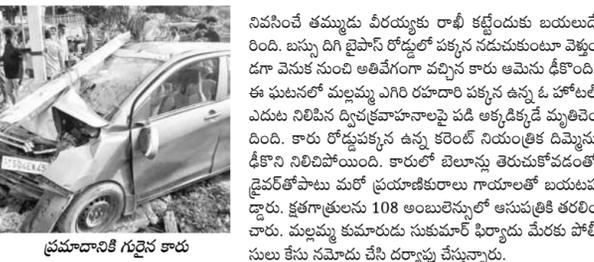 నివసించే తమ్ముడు వీరయ్యకు రాఖీ కట్టేందుకు బయలుదే
రింది. బస్సు దిగి బైపాస్ రోడ్డులో పక్కన నడుచుకుంటూ వెళ్తుం
డగా వెనుక నుంచి అతివేగంగా వచ్చిన కారు ఆమెను ఢీకొంది.
ఈ ఘటనలో మల్లమ్మ ఎగిరి రహదారి పక్కన ఉన్న ఓ హోటల్
ఎదుట నిలిపిన ద్విచక్రవాహనాలపై పడి అక్కడిక్కడే మృతిచెం
దింది. కారు రోడ్డుపక్కన ఉన్న కరెంట్ నియంత్రిక దిమ్మెను
ఢీకొని నిలిచిపోయింది. కారులో బెలూన్లు తెరుచుకోవడంతో
డ్రైవర్‌తోపాటు మరో ప్రయాణికురాలు గాయాలతో బయటప
డ్డారు. క్షతగాత్రులను 108 అంబులెన్సులో ఆసుపత్రికి తరలిం
చారు. మల్లమ్మ కుమారుడు సుకుమార్ ఫిర్యాదు మేరకు పోలీ
సులు కేసు నమోదు చేసి దర్యాప్తు చేస్తున్నారు.
ప్రమాదానికి గురైన కారు